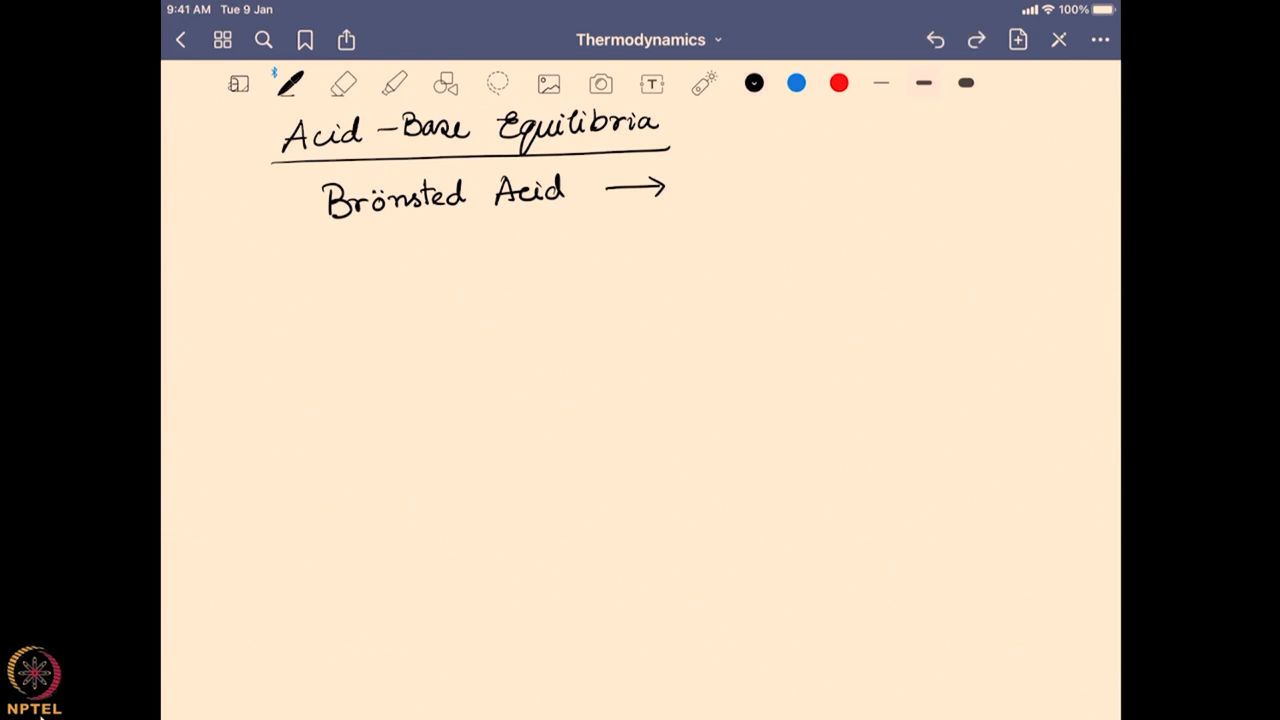 9:41 AM Tue 9 Jan 100%
Thermodynamics
T
Acid - Base Equilibria
Brönsted Acid →
NPTEL